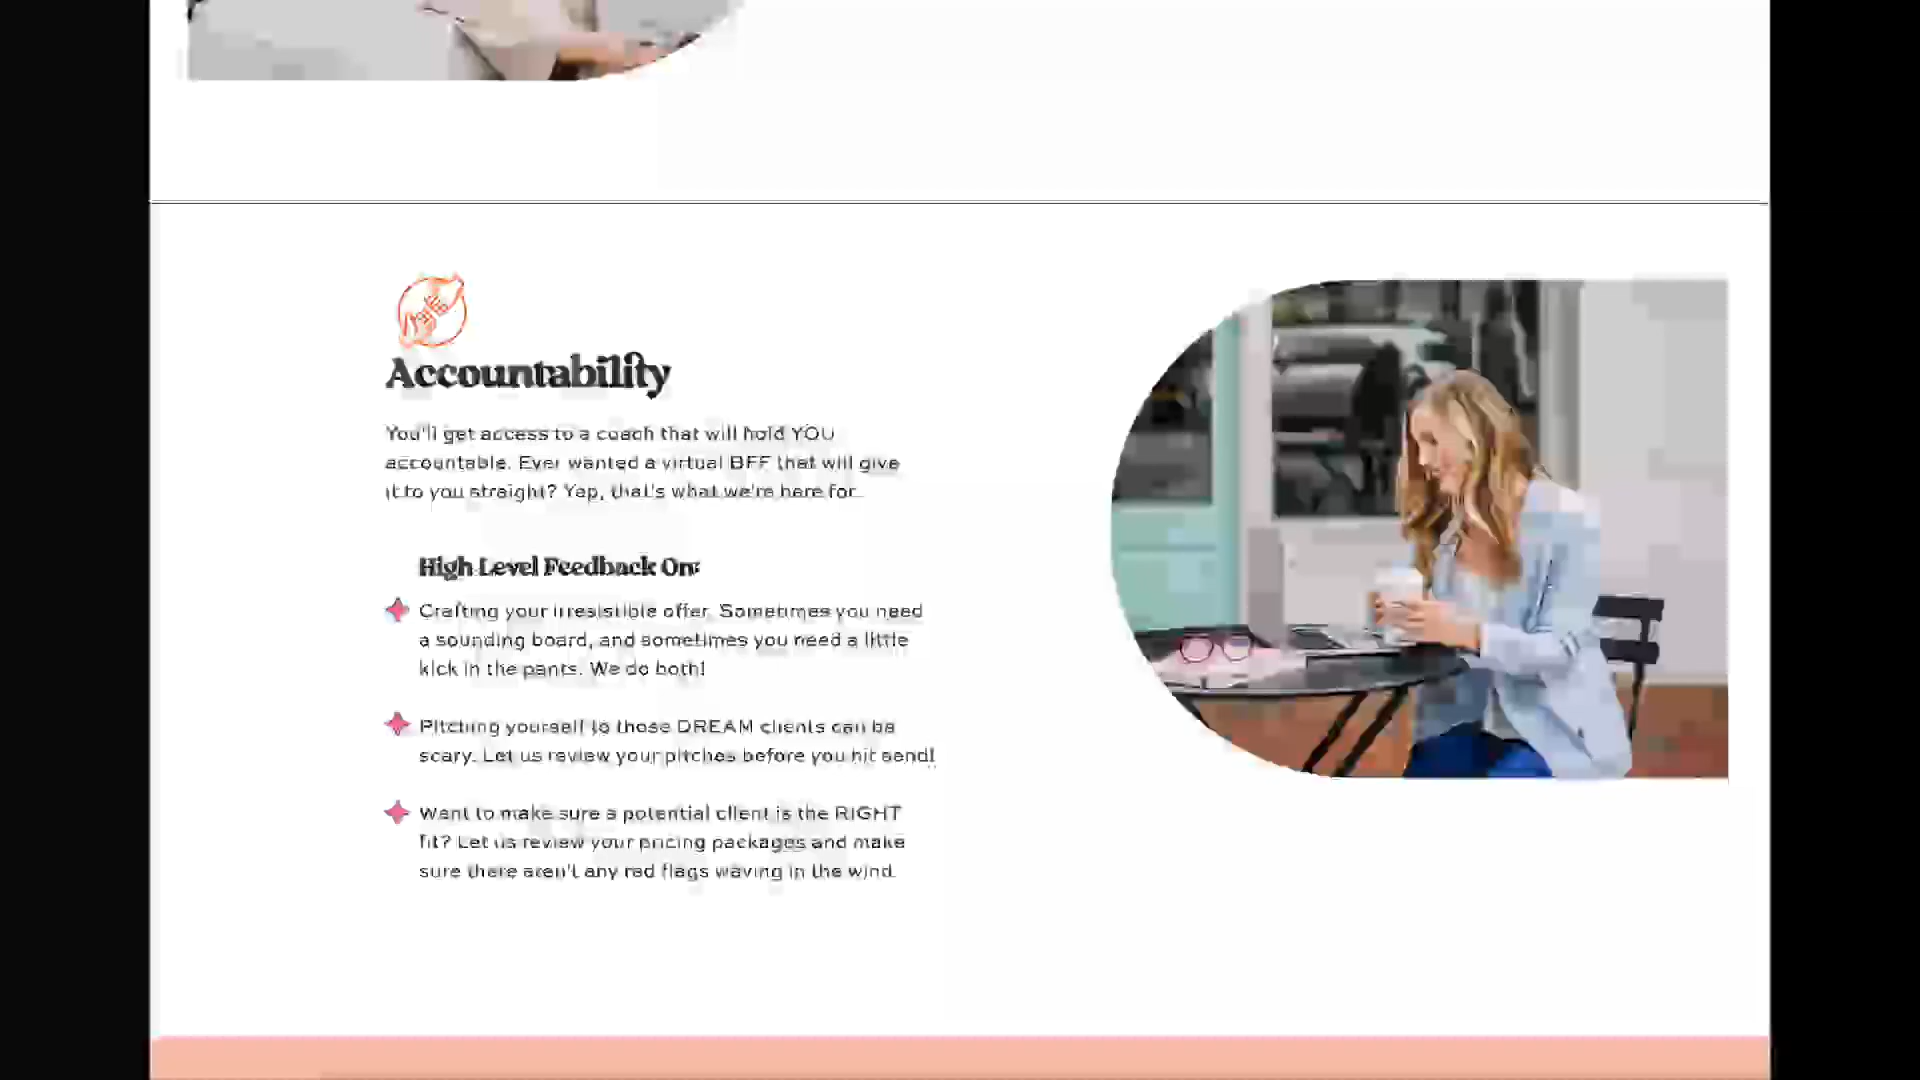 Accountability
You'll get access to a coach that will hold YOU
accountable. Ever wanted a virtual BFF that will give
it to you straight? Yep, that's what we're here for.
High Level Feedback On:
Crafting your irresistible offer. Sometimes you need
a sounding board, and sometimes you need a little
kick in the pants. We do both!
Pitching yourself to those DREAM clients can be
scary. Let us review your pitches before you hit send!
Want to make sure a potential client is the RIGHT
fit? Let us review your pricing packages and make
sure there aren't any red flags waving in the wind.